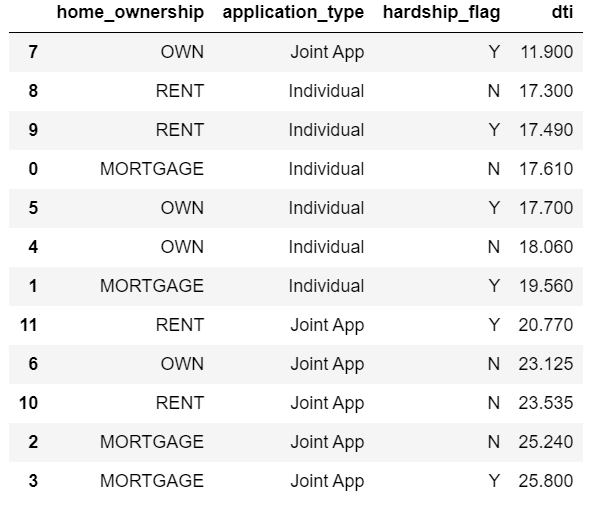 home_ownership application_type hardship_flag dti
7 OWN Joint App Y 11.900
8 RENT Individual N 17.300
9 RENT Individual Y 17.490
0 MORTGAGE Individual N 17.610
5 OWN Individual Y 17.700
4 OWN Individual N 18.060
1 MORTGAGE Individual Y 19.560
11 RENT Joint App Y 20.770
6 OWN Joint App N 23.125
10 RENT Joint App N 23.535
2 MORTGAGE Joint App N 25.240
3 MORTGAGE Joint App Y 25.800